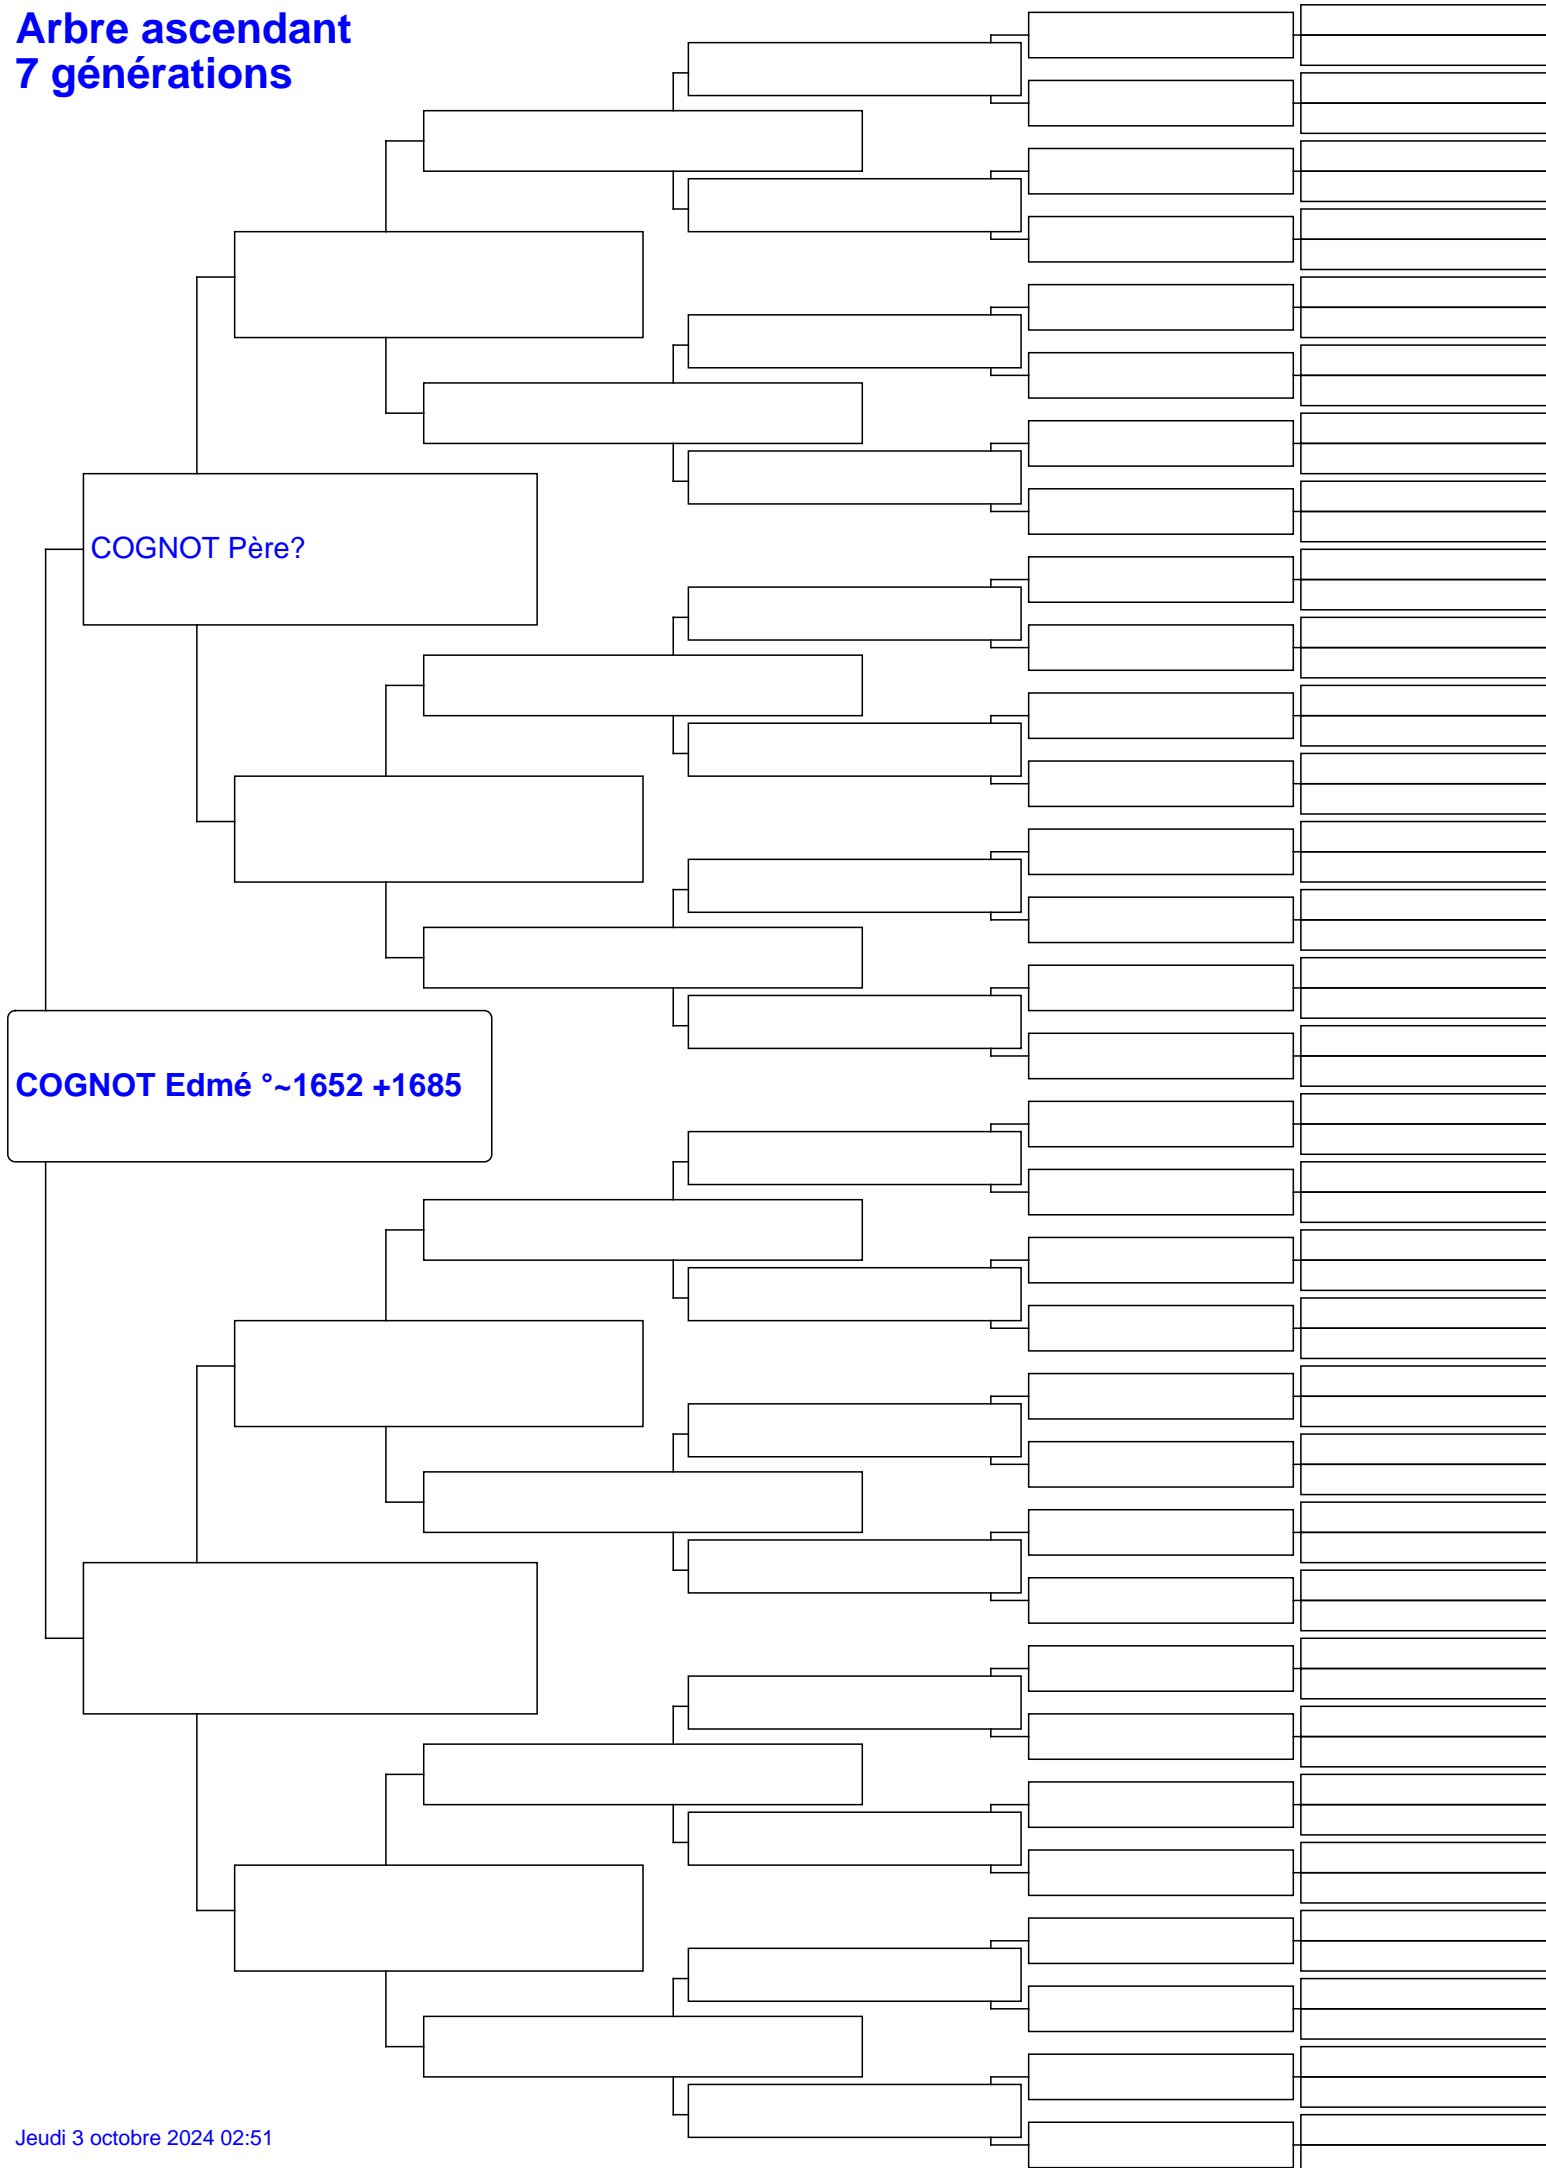 Arbre ascendant
7 générations
COGNOT Père?
COGNOT Edmé °~1652 +1685
Jeudi 3 octobre 2024 02:51